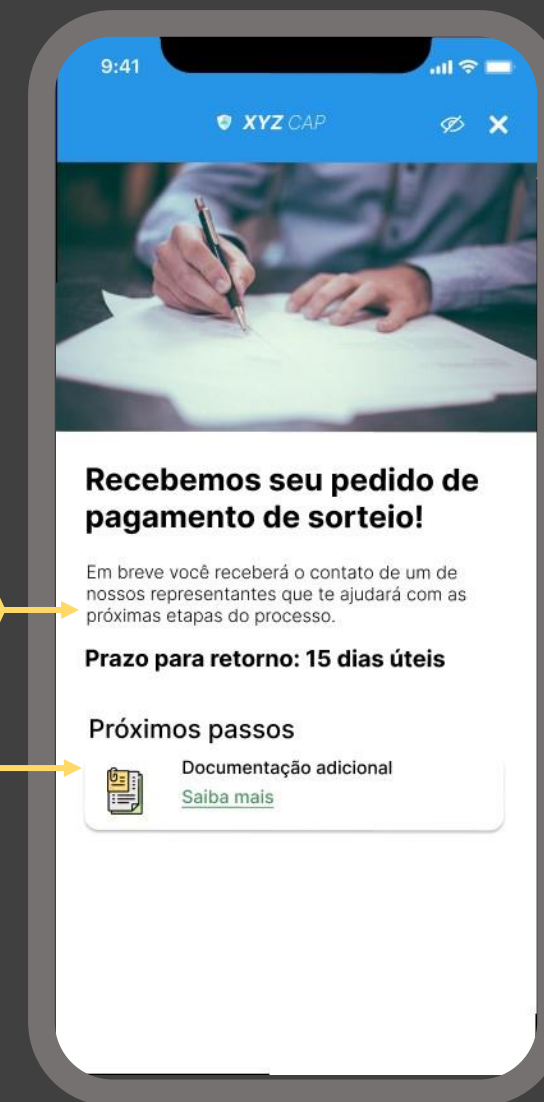 9:41
XYZ CAP
Recebemos seu pedido de
pagamento de sorteio!
Em breve você receberá o contato de um de
nossos representantes que te ajudará com as
próximas etapas do processo.
Prazo para retorno: 15 dias úteis
Próximos passos
Documentação adicional
Saiba mais